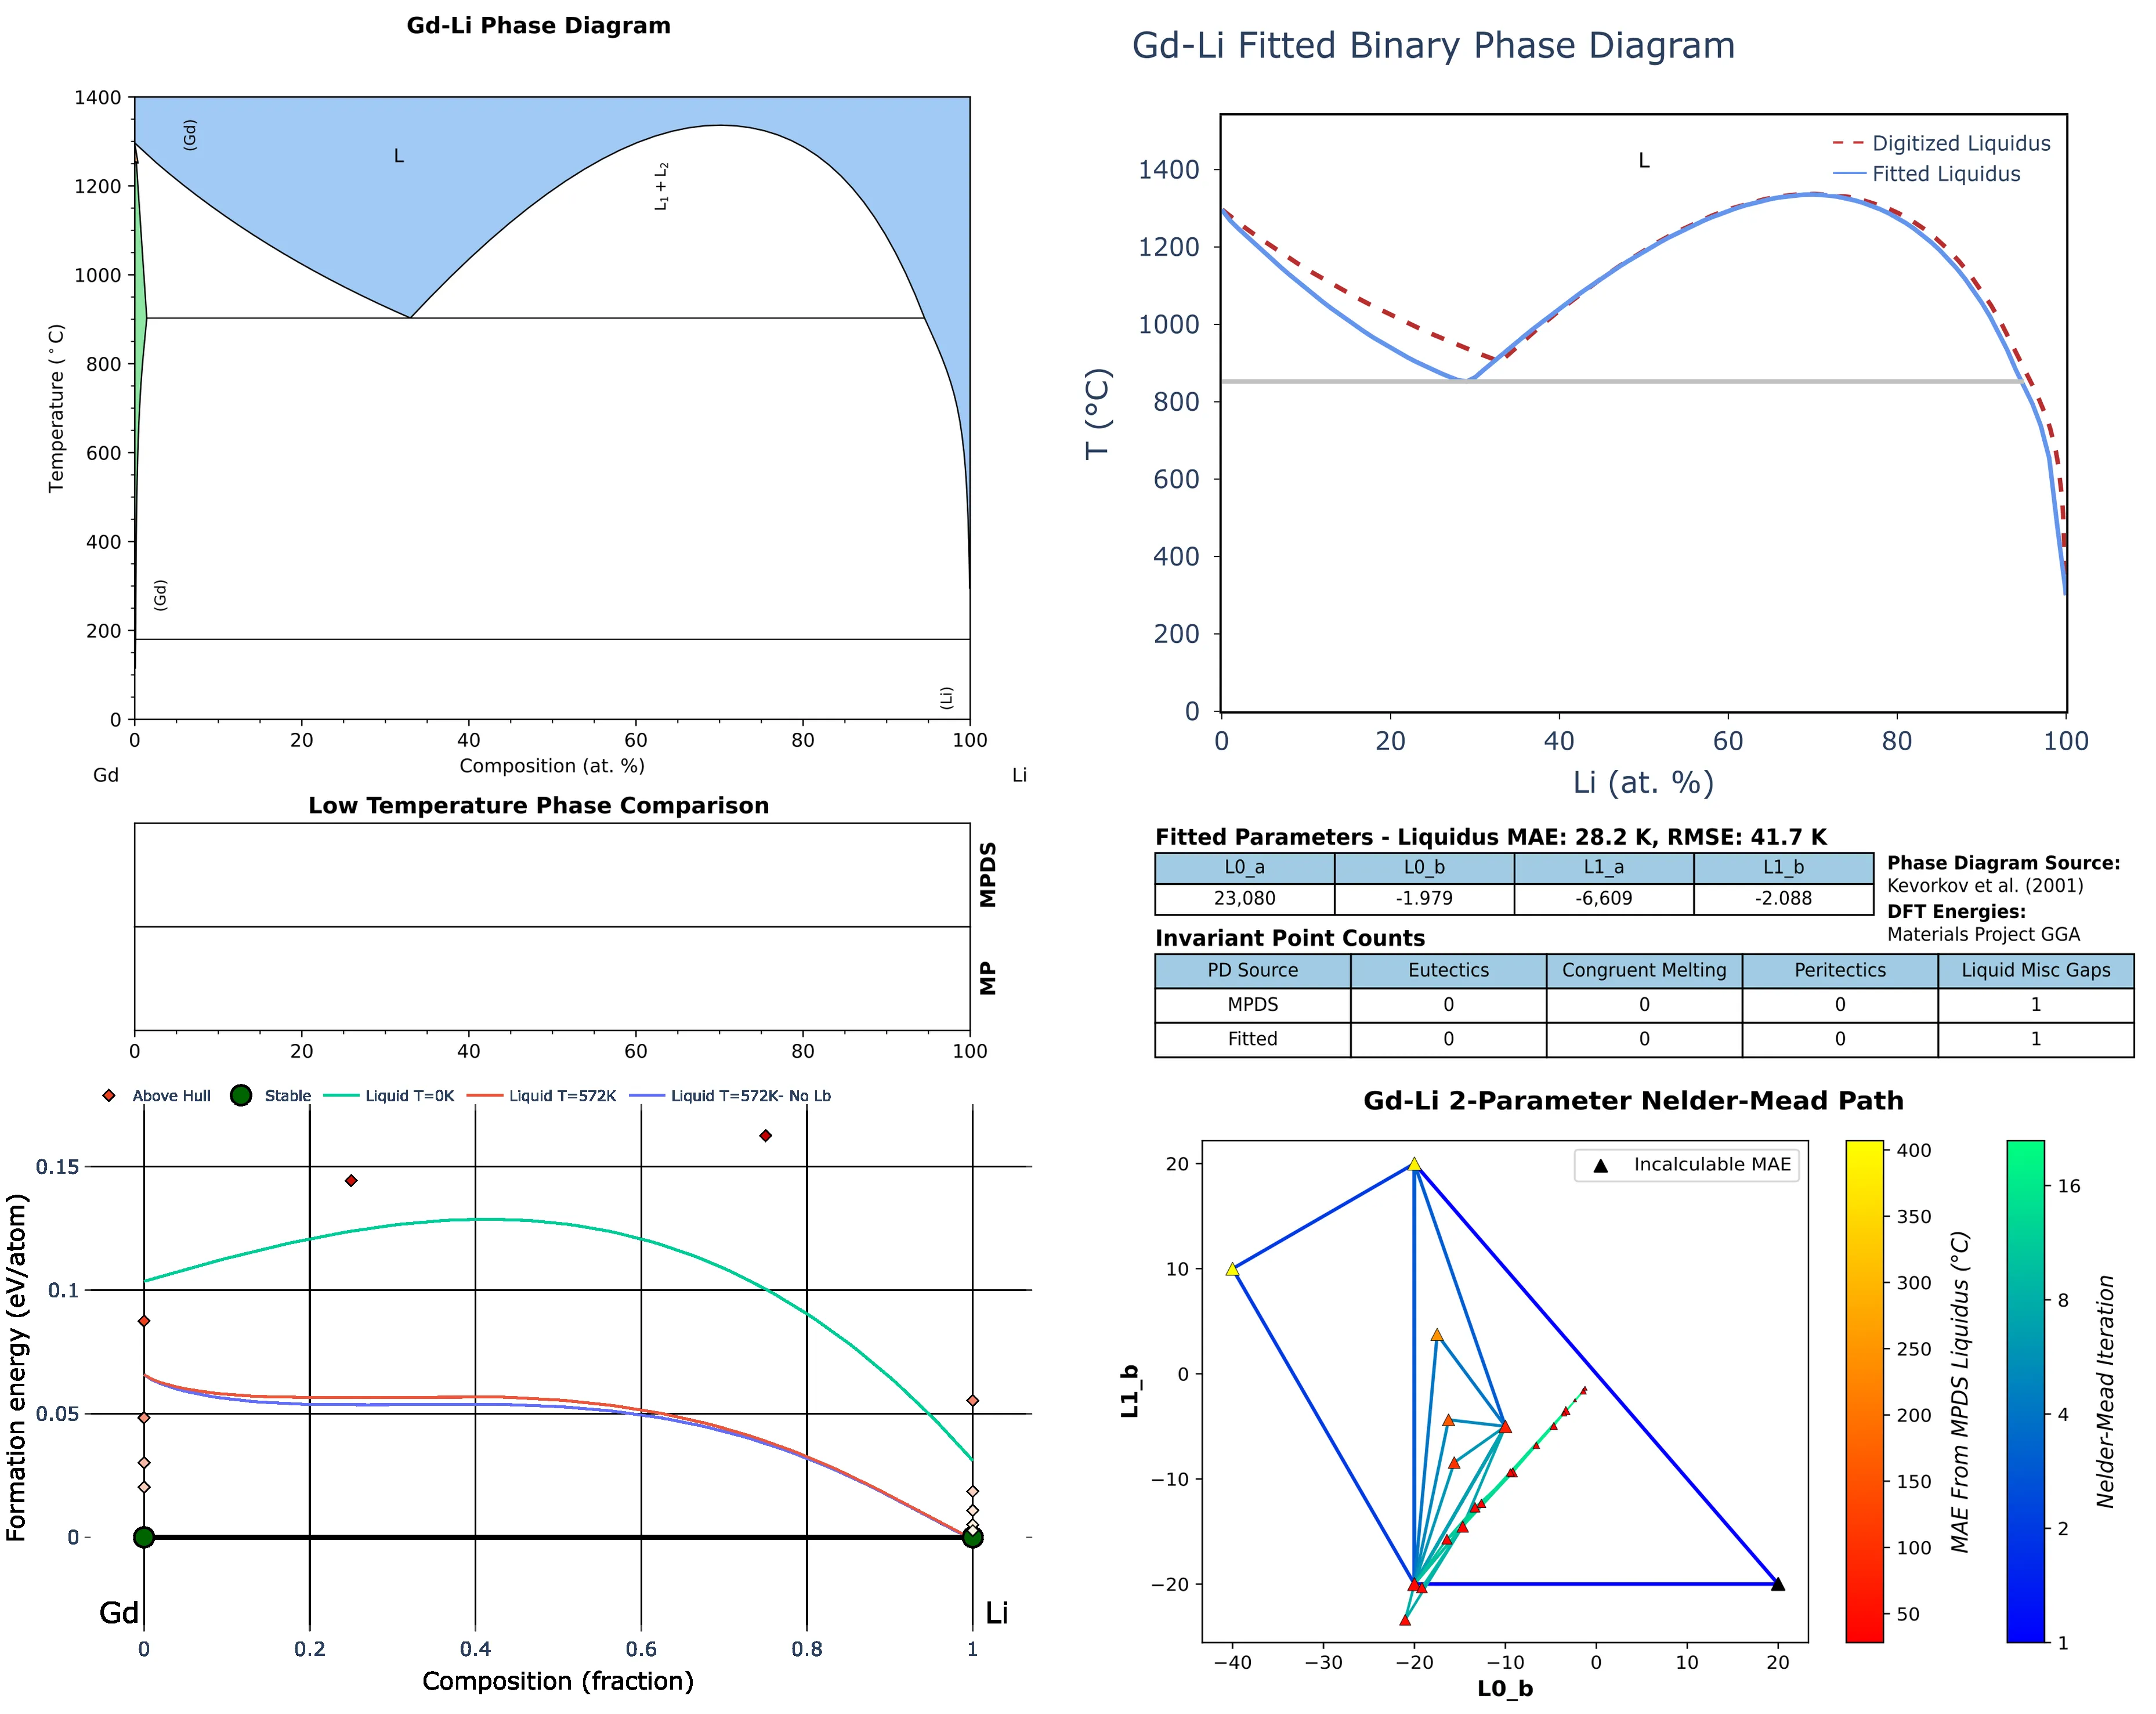 Gd-Li Phase Diagram
1400
1200
1000
800
600
400
200
0
Temperature (°C)
(Gd)
L
L1 + L2
(Gd)
(Li)
0 20 40 60 80 100
Composition (at. %)
Gd Li
Gd-Li Fitted Binary Phase Diagram
L
Digitized Liquidus
Fitted Liquidus
1400
1200
1000
800
600
400
200
0
T (°C)
0 20 40 60 80 100
Li (at. %)
Low Temperature Phase Comparison
MPDS
MP
0 20 40 60 80 100
Fitted Parameters - Liquidus MAE: 28.2 K, RMSE: 41.7 K
L0_a L0_b L1_a L1_b
23,080 -1.979 -6,609 -2.088
Phase Diagram Source:
Kevorkov et al. (2001)
DFT Energies:
Materials Project GGA
Invariant Point Counts
PD Source Eutectics Congruent Melting Peritectics Liquid Misc Gaps
MPDS 0 0 0 1
Fitted 0 0 0 1
Above Hull Stable Liquid T=0K Liquid T=572K Liquid T=572K- No Lb
0.15
0.1
0.05
0
Formation energy (eV/atom)
Gd Li
0 0.2 0.4 0.6 0.8 1
Composition (fraction)
Gd-Li 2-Parameter Nelder-Mead Path
Incalculable MAE
20
10
0
−10
−20
L1_b
−40 −30 −20 −10 0 10 20
L0_b
400
350
300
250
200
150
100
50
MAE From MPDS Liquidus (°C)
16
8
4
2
1
Nelder-Mead Iteration